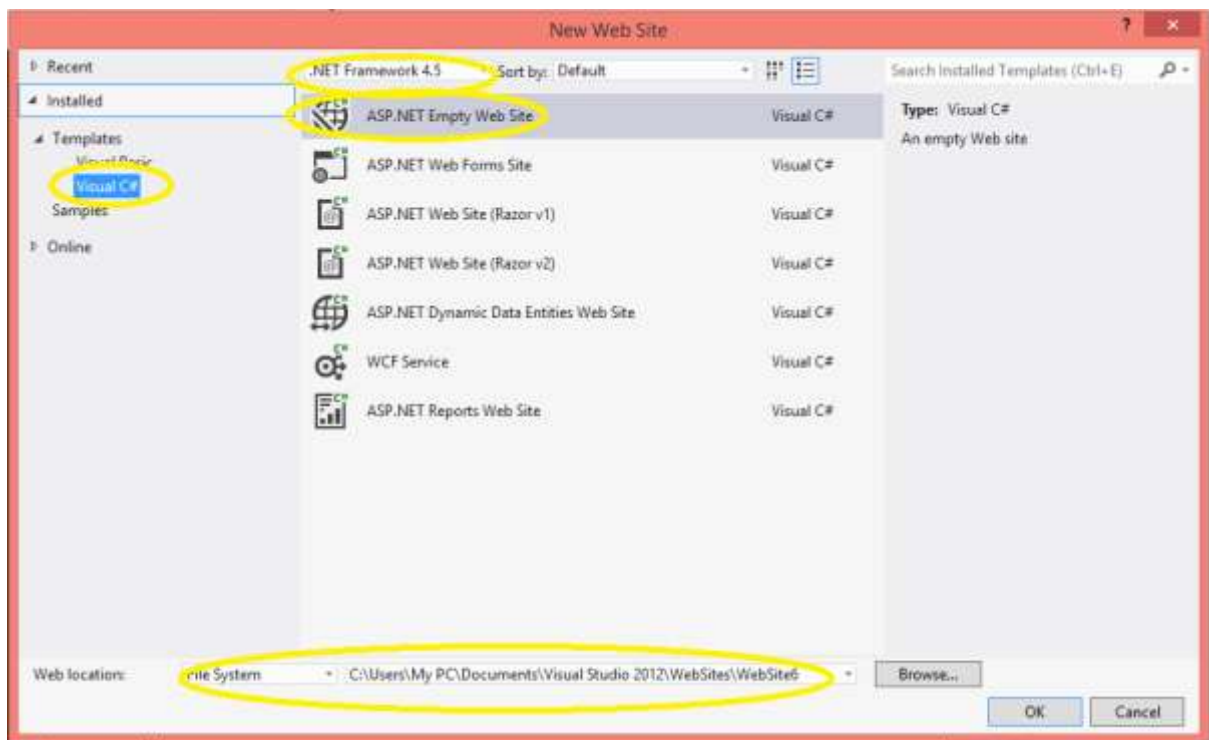 New Web Site
?
Recent
.NET Framework 4.5
Sort by: Default
Search Installed Templates (Ctrl+E)
Installed
Templates
Visual Basic
Visual C#
Samples
Online
ASP.NET Empty Web Site Visual C#
ASP.NET Web Forms Site Visual C#
ASP.NET Web Site (Razor v1) Visual C#
ASP.NET Web Site (Razor v2) Visual C#
ASP.NET Dynamic Data Entities Web Site Visual C#
WCF Service Visual C#
ASP.NET Reports Web Site Visual C#
Type: Visual C#
An empty Web site
Web location: File System C:\Users\My PC\Documents\Visual Studio 2012\WebSites\WebSite6 Browse...
OK Cancel